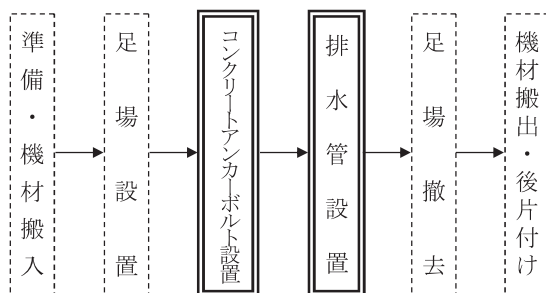 準備・機材搬入
足場設置
コンクリートアンカーボルト設置
排水管設置
足場撤去
機材搬出・後片付け